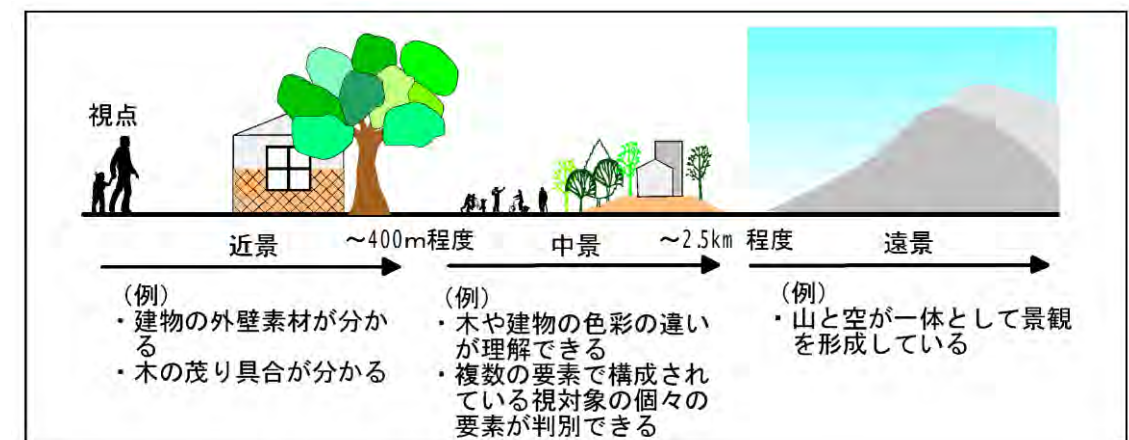 視点
近景
～400m程度
中景
～2.5km 程度
遠景
（例）
・建物の外壁素材が分か
る
・木の茂り具合が分かる
（例）
・木や建物の色彩の違い
が理解できる
・複数の要素で構成され
ている視対象の個々の
要素が判別できる
（例）
・山と空が一体として景観
を形成している